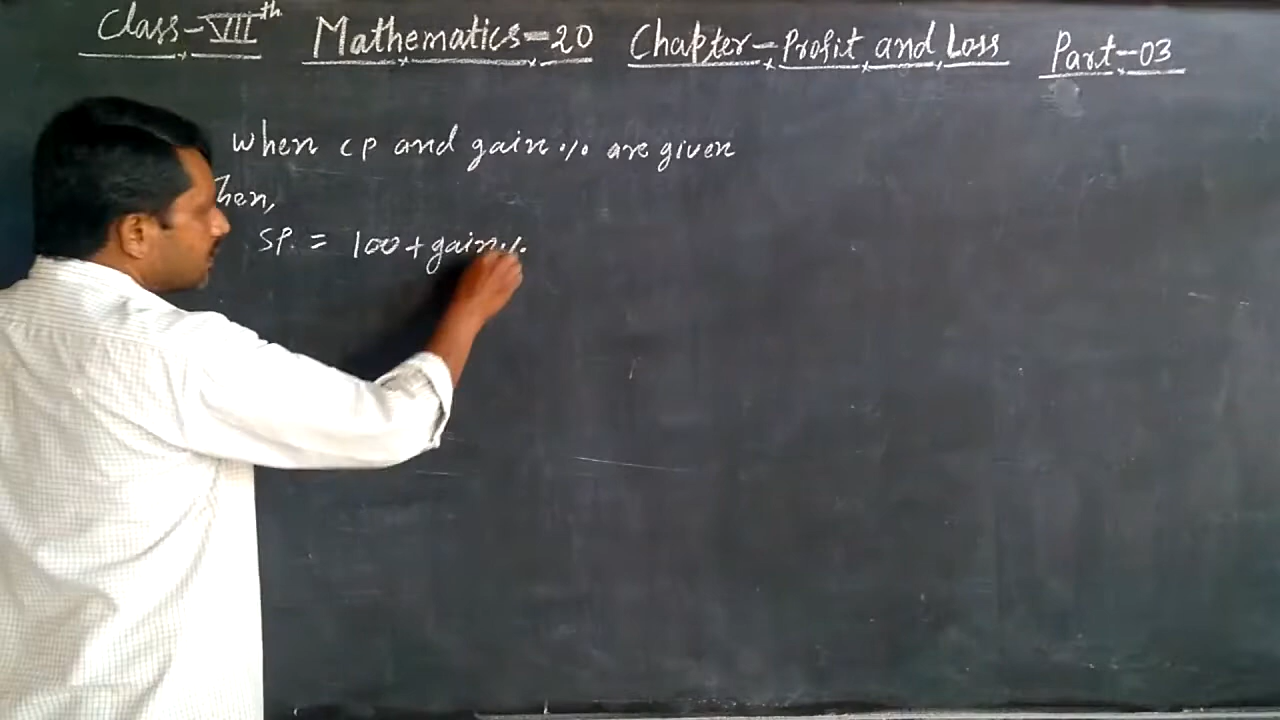 Class-VIIIth Mathematics-20 Chapter-Profit and Loss Part-03
When CP and gain% are given
hen,
SP. = 100+gain%